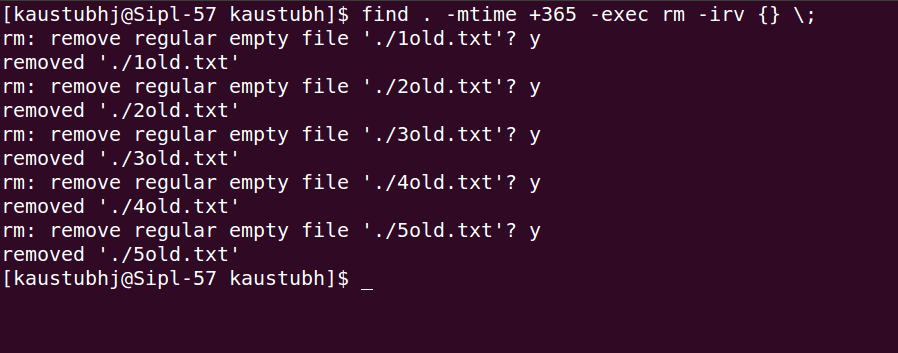 [kaustubhj@Sipl-57 kaustubh]$ find . -mtime +365 -exec rm -irv {} \;
rm: remove regular empty file './1old.txt'? y
removed './1old.txt'
rm: remove regular empty file './2old.txt'? y
removed './2old.txt'
rm: remove regular empty file './3old.txt'? y
removed './3old.txt'
rm: remove regular empty file './4old.txt'? y
removed './4old.txt'
rm: remove regular empty file './5old.txt'? y
removed './5old.txt'
[kaustubhj@Sipl-57 kaustubh]$ _